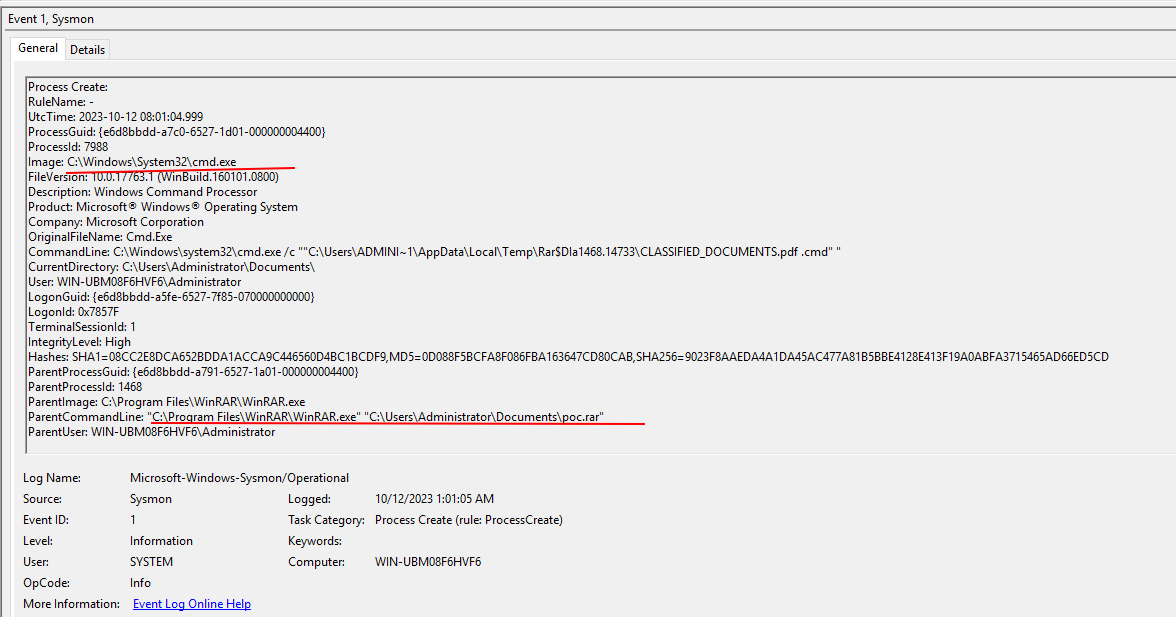 Event 1, Sysmon
General Details
Process Create:
RuleName: -
UtcTime: 2023-10-12 08:01:04.999
ProcessGuid: {e6d8bbdd-a7c0-6527-1d01-000000004400}
ProcessId: 7988
Image: C:\Windows\System32\cmd.exe
FileVersion: 10.0.17763.1 (WinBuild.160101.0800)
Description: Windows Command Processor
Product: Microsoft® Windows® Operating System
Company: Microsoft Corporation
OriginalFileName: Cmd.Exe
CommandLine: C:\Windows\system32\cmd.exe /c ""C:\Users\ADMINI~1\AppData\Local\Temp\Rar$DIa1468.14733\CLASSIFIED_DOCUMENTS.pdf .cmd" "
CurrentDirectory: C:\Users\Administrator\Documents\
User: WIN-UBM08F6HVF6\Administrator
LogonGuid: {e6d8bbdd-a5fe-6527-7f85-070000000000}
LogonId: 0x7857F
TerminalSessionId: 1
IntegrityLevel: High
Hashes: SHA1=08CC2E8DCA652BDDA1ACCA9C446560D4BC1BCDF9,MD5=0D088F5BCFA8F086FBA163647CD80CAB,SHA256=9023F8AAEDA4A1DA45AC477A81B5BBE4128E413F19A0ABFA3715465AD66ED5CD
ParentProcessGuid: {e6d8bbdd-a791-6527-1a01-000000004400}
ParentProcessId: 1468
ParentImage: C:\Program Files\WinRAR\WinRAR.exe
ParentCommandLine: "C:\Program Files\WinRAR\WinRAR.exe" "C:\Users\Administrator\Documents\poc.rar"
ParentUser: WIN-UBM08F6HVF6\Administrator
Log Name: Microsoft-Windows-Sysmon/Operational
Source: Sysmon Logged: 10/12/2023 1:01:05 AM
Event ID: 1 Task Category: Process Create (rule: ProcessCreate)
Level: Information Keywords:
User: SYSTEM Computer: WIN-UBM08F6HVF6
OpCode: Info
More Information: Event Log Online Help